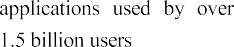 applications used by over
1.5 billion users